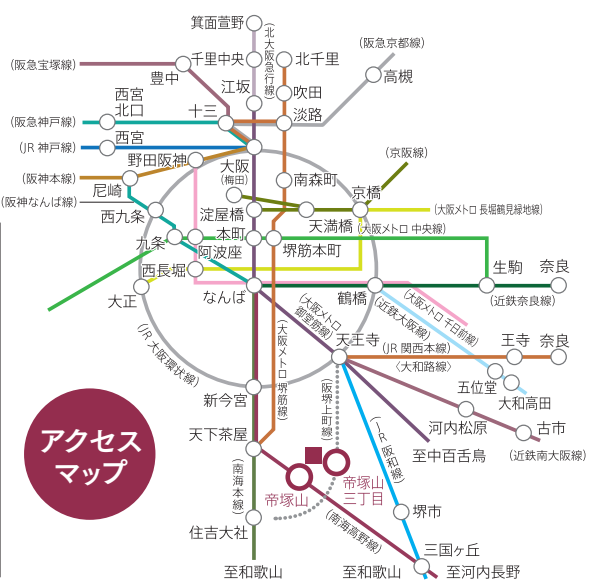 箕面萱野
(北大阪急行線)
千里中央
北千里
(阪急京都線)
(阪急宝塚線)
豊中
高槻
江坂
吹田
西宮
北口
十三
淡路
(阪急神戸線)
西宮
(JR 神戸線)
野田阪神
大阪
(梅田)
(京阪線)
(阪神本線)
尼崎
南森町
京橋
(阪神なんば線)
西九条
淀屋橋
天満橋
(大阪メトロ 長堀鶴見緑地線)
(大阪メトロ 中央線)
九条
本町
阿波座
堺筋本町
西長堀
生駒
奈良
大正
なんば
鶴橋
(近鉄奈良線)
(大阪メトロ
御堂筋線)
(大阪メトロ 千日前線)
(近鉄大阪線)
(JR 大阪環状線)
(大阪メトロ 堺筋線)
天王寺
(JR 関西本線)
〈大和路線〉
王寺
奈良
五位堂
大和高田
新今宮
(阪堺上町線)
河内松原
古市
天下茶屋
(JR 阪和線)
至中百舌鳥
(近鉄南大阪線)
アクセス
マップ
(南海本線)
帝塚山
帝塚山
三丁目
(南海高野線)
堺市
住吉大社
三国ヶ丘
至和歌山
至和歌山
至河内長野